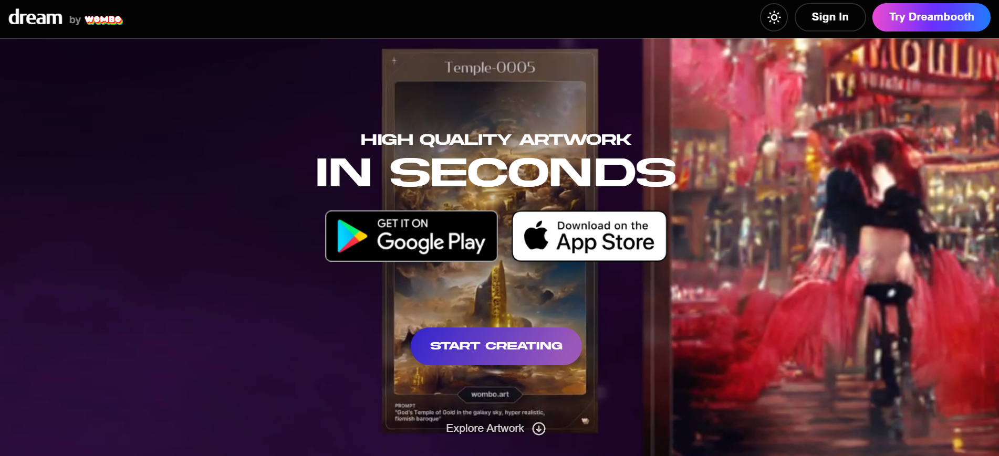 dream by WOMBO
Sign In
Try Dreambooth
Temple-0005
HIGH QUALITY ARTWORK
IN SECONDS
GET IT ON
Google Play
Download on the
App Store
START CREATING
wombo.art
PROMPT
"God's Temple of Gold in the galaxy sky, hyper realistic,
flemish baroque"
Explore Artwork